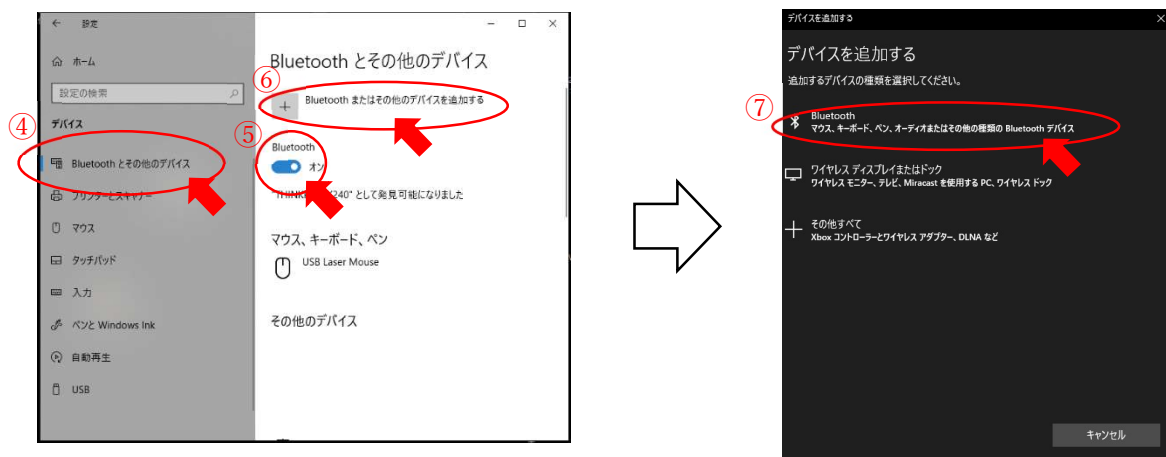 設定
ホーム
設定の検索
デバイス
④
Bluetooth とその他のデバイス
プリンターとスキャナー
マウス
タッチパッド
入力
ペンと Windows Ink
自動再生
USB
Bluetooth とその他のデバイス
⑥
Bluetooth またはその他のデバイスを追加する
⑤
Bluetooth
オン
240" として発見可能になりました
マウス、キーボード、ペン
USB Laser Mouse
その他のデバイス
デバイスを追加する
デバイスを追加する
追加するデバイスの種類を選択してください。
⑦
Bluetooth
マウス、キーボード、ペン、オーディオまたはその他の種類の Bluetooth デバイス
ワイヤレス ディスプレイまたはドック
ワイヤレス モニター、テレビ、Miracast を使用する PC、ワイヤレス ドック
その他すべて
Xbox コントローラーとワイヤレス アダプター、DLNA など
キャンセル